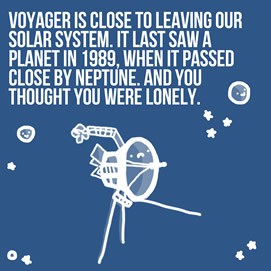 VOYAGER IS CLOSE TO LEAVING OUR
SOLAR SYSTEM. IT LAST SAW A
PLANET IN 1989, WHEN IT PASSED
CLOSE BY NEPTUNE. AND YOU
THOUGHT YOU WERE LONELY.